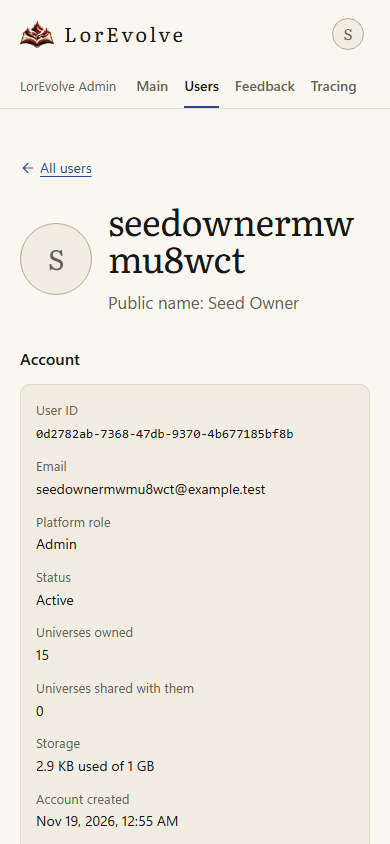 LorEvolve
S
LorEvolve Admin Main Users Feedback Tracing
← All users
S
seedownermw
mu8wct
Public name: Seed Owner
Account
User ID
0d2782ab-7368-47db-9370-4b677185bf8b
Email
seedownermwmu8wct@example.test
Platform role
Admin
Status
Active
Universes owned
15
Universes shared with them
0
Storage
2.9 KB used of 1 GB
Account created
Nov 19, 2026, 12:55 AM